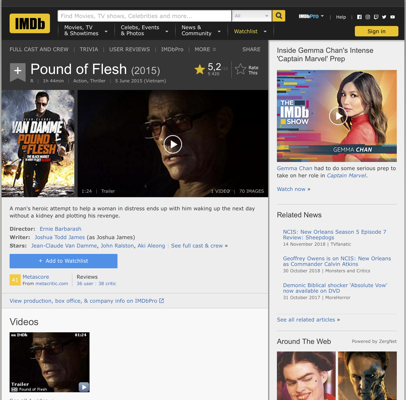 IMDb
Find Movies, TV shows, Celebrities and more...
All
IMDbPro
Help
Movies, TV & Showtimes
Celebs, Events & Photos
News & Community
Watchlist
Sign in
FULL CAST AND CREW | TRIVIA | USER REVIEWS | IMDbPro | MORE
SHARE
Pound of Flesh (2015)
5,2
Rate This
1h 44min | Action, Thriller | 5 June 2015 (Vietnam)
VAN DAMME
POUND OF FLESH
1:24 | Trailer
1 VIDEO | 70 IMAGES
A man's heroic attempt to help a woman in distress ends up with him waking up the next day
without a kidney and plotting his revenge.
Director: Ernie Barbarash
Writer: Joshua Todd James (as Joshua James)
Stars: Jean-Claude Van Damme, John Ralston, Aki Aleong | See full cast & crew »
+ Add to Watchlist
Metascore
From metacritic.com
Reviews
36 user | 38 critic
View production, box office, & company info on IMDbPro
Videos
01:24
Trailer
Inside Gemma Chan's Intense
'Captain Marvel' Prep
THE IMDb SHOW
GEMMA CHAN
Gemma Chan had to do some serious prep to
take on her role in Captain Marvel.
Watch now »
Related News
NCIS: New Orleans Season 5 Episode 7
Review: Sheepdogs
14 November 2018 | TVfanatic
Geoffrey Owens is on NCIS: New Orleans
as Commander Calvin Atkins
30 October 2018 | Monsters and Critics
Demonic Biblical shocker 'Absolute Vow'
now available on DVD
31 October 2017 | MoreHorror
See all related articles »
Around The Web
Powered by ZergNet